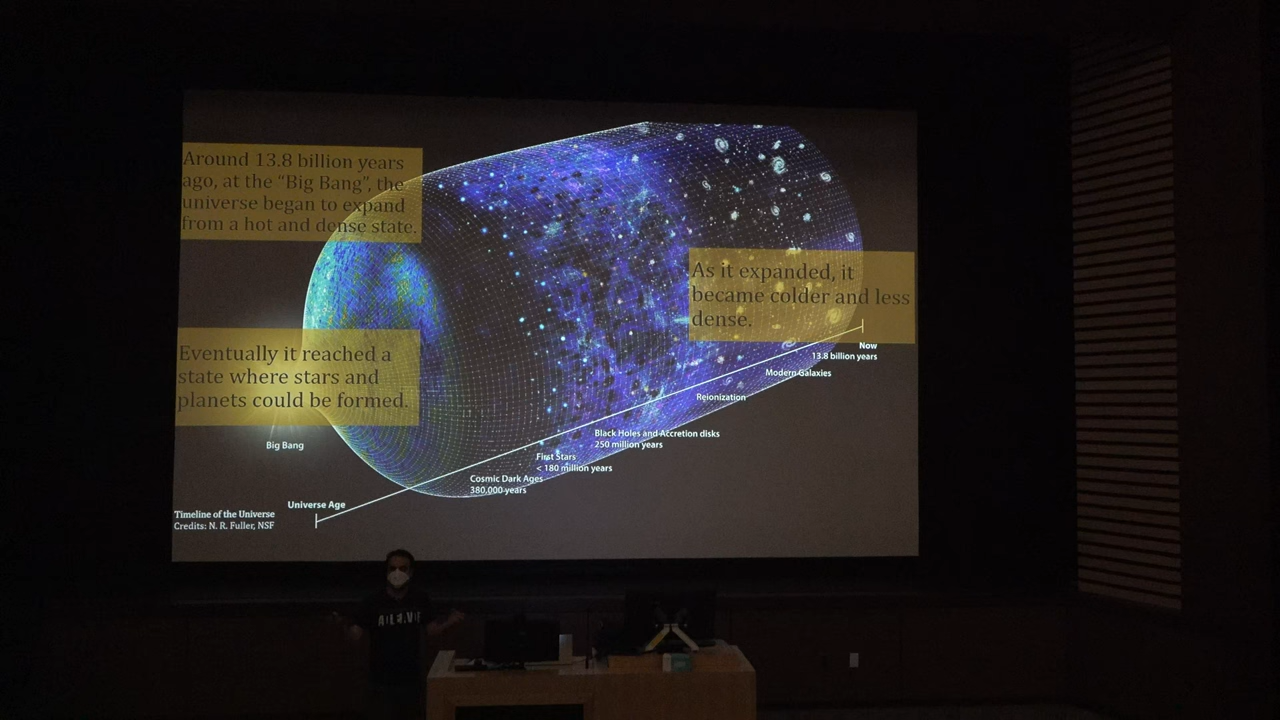 Around 13.8 billion years
ago, at the “Big Bang”, the
universe began to expand
from a hot and dense state.
As it expanded, it
became colder and less
dense.
Eventually it reached a
state where stars and
planets could be formed.
Big Bang
Now
13.8 billion years
Modern Galaxies
Reionization
Black Holes and Accretion disks
250 million years
First Stars
< 180 million years
Cosmic Dark Ages
380,000 years
Universe Age
Timeline of the Universe
Credits: N. R. Fuller, NSF